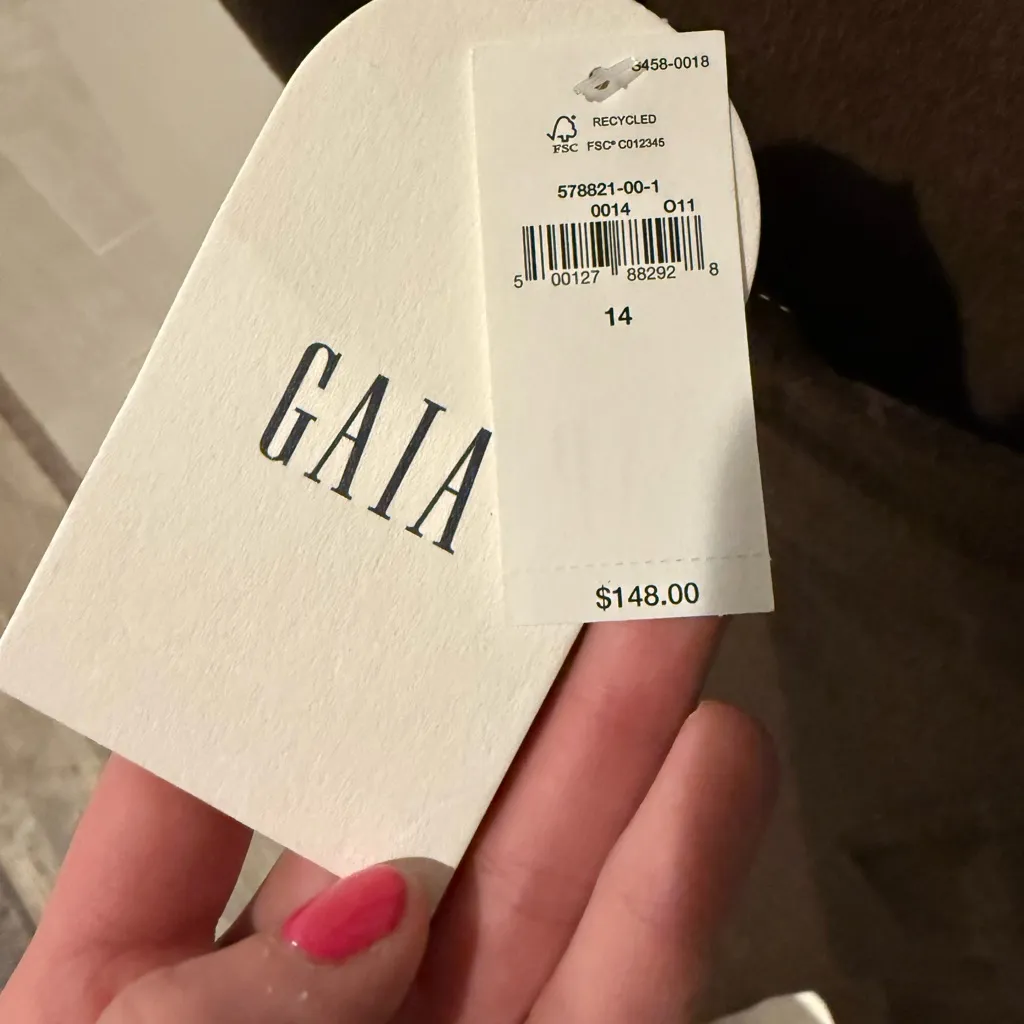 3458-0018
RECYCLED
FSC
FSC® C012345
578821-00-1
0014 O11
5 00127 88292 8
14
GAIA
$148.00